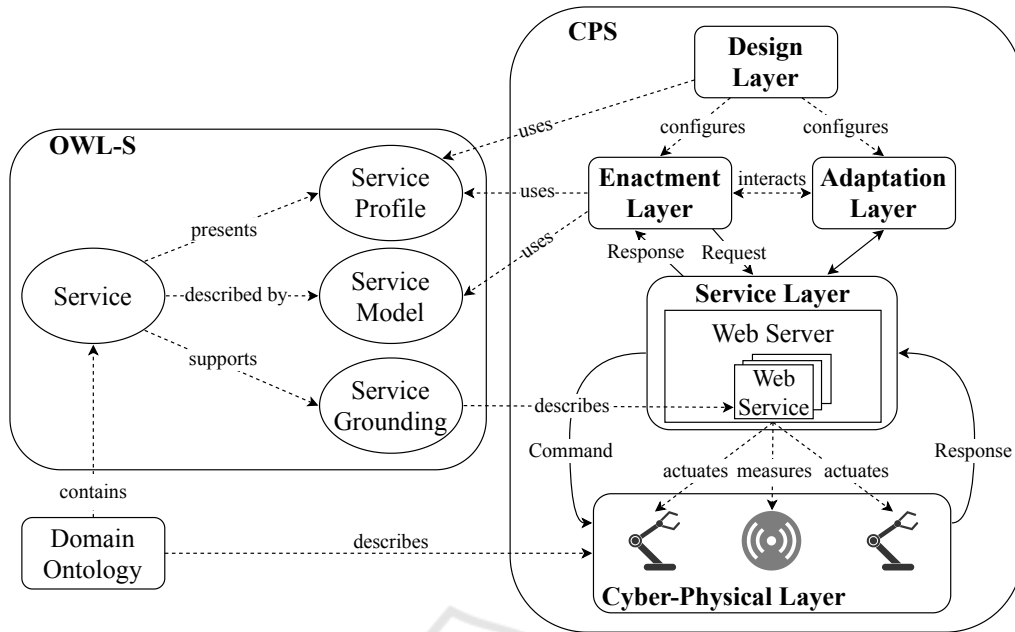 CPS
Design
Layer
uses
configures
configures
OWL-S
Service
Profile
uses
Enactment
Layer
interacts
Adaptation
Layer
presents
uses
Response
Request
Service
described by
Service
Model
Service Layer
Web Server
Web
Service
supports
Service
Grounding
describes
Command
Response
actuates
measures
actuates
contains
Domain
Ontology
describes
Cyber-Physical Layer